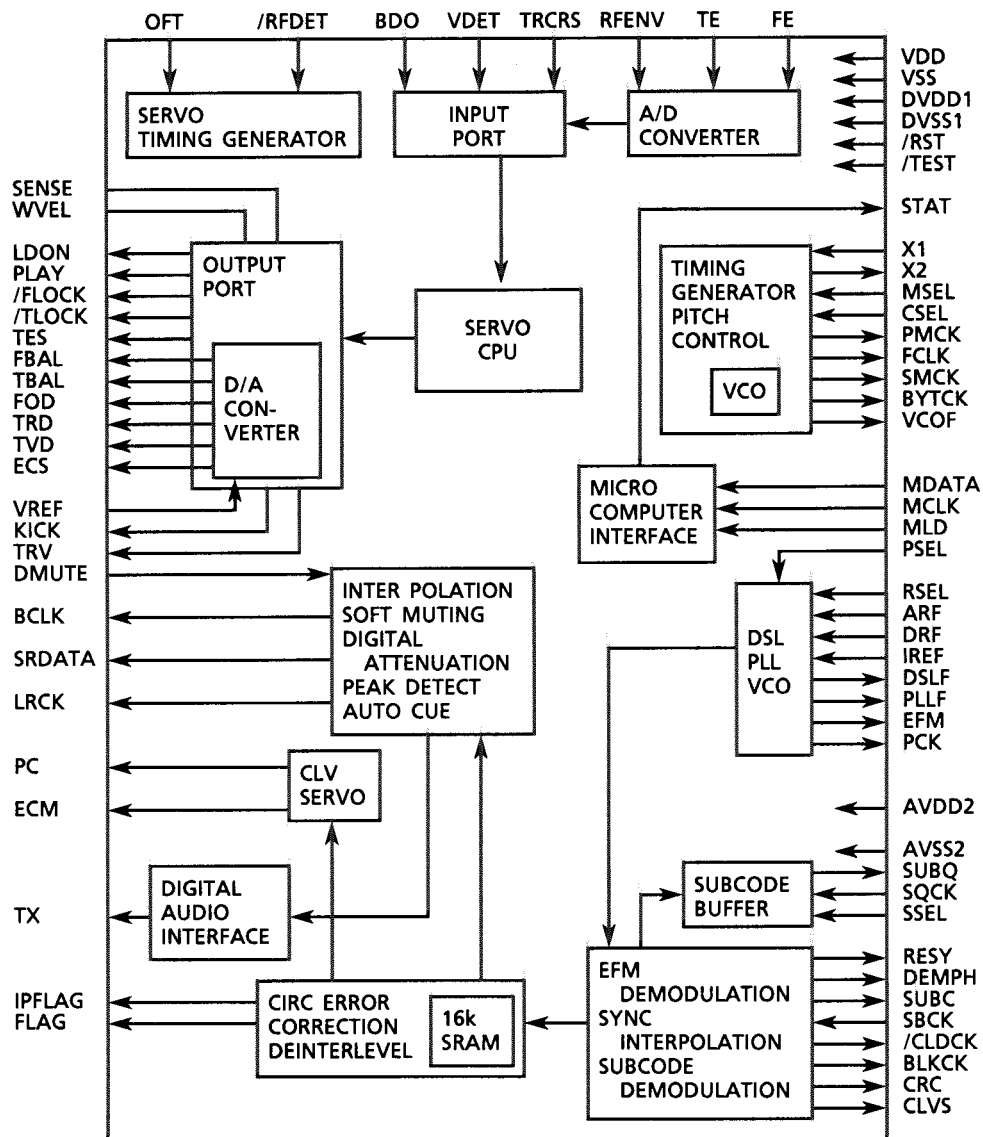 OFT /RFDET BDO VDET TRCRS RFENV TE FE
VDD
VSS
DVDD1
DVSS1
/RST
/TEST
SERVO
TIMING GENERATOR
INPUT
PORT
A/D
CONVERTER
SENSE
WVEL
LDON
PLAY
/FLOCK
/TLOCK
TES
FBAL
TBAL
FOD
TRD
TVD
ECS
VREF
KICK
TRV
DMUTE
BCLK
SRDATA
LRCK
PC
ECM
TX
IPFLAG
FLAG
OUTPUT
PORT
D/A
CON-
VERTER
SERVO
CPU
TIMING
GENERATOR
PITCH
CONTROL
VCO
MICRO
COMPUTER
INTERFACE
INTER POLATION
SOFT MUTING
DIGITAL
ATTENUATION
PEAK DETECT
AUTO CUE
DSL
PLL
VCO
CLV
SERVO
DIGITAL
AUDIO
INTERFACE
SUBCODE
BUFFER
CIRC ERROR
CORRECTION
DEINTERLEVEL
16k
SRAM
EFM
DEMODULATION
SYNC
INTERPOLATION
SUBCODE
DEMODULATION
STAT
X1
X2
MSEL
CSEL
PMCK
FCLK
SMCK
BYTCK
VCOF
MDATA
MCLK
MLD
PSEL
RSEL
ARF
DRF
IREF
DSLF
PLLF
EFM
PCK
AVDD2
AVSS2
SUBQ
SQCK
SSEL
RESY
DEMPH
SUBC
SBCK
/CLDCK
BLKCK
CRC
CLVS